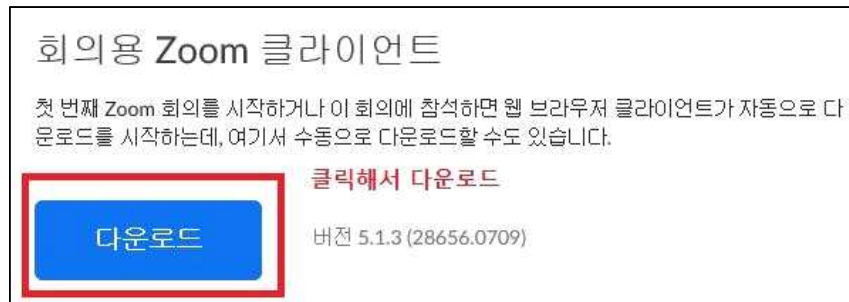 회의용 Zoom 클라이언트
첫 번째 Zoom 회의를 시작하거나 이 회의에 참석하면 웹 브라우저 클라이언트가 자동으로 다
운로드를 시작하는데, 여기서 수동으로 다운로드할 수도 있습니다.
클릭해서 다운로드
다운로드
버전 5.1.3 (28656.0709)